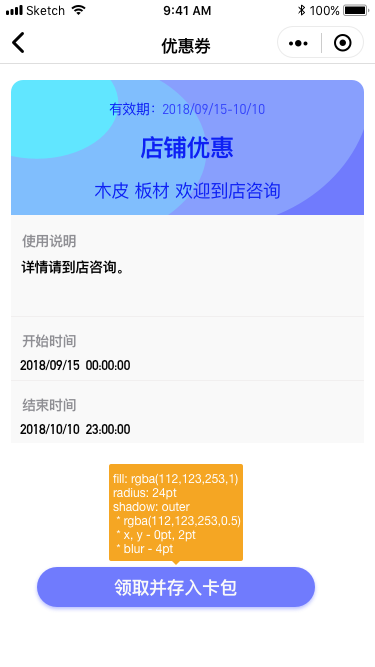 Sketch
9:41 AM
100%
优惠券
有效期：2018/09/15-10/10
店铺优惠
木皮 板材 欢迎到店咨询
使用说明
详情请到店咨询。
开始时间
2018/09/15 00:00:00
结束时间
2018/10/10 23:00:00
fill: rgba(112,123,253,1)
radius: 24pt
shadow: outer
* rgba(112,123,253,0.5)
* x, y - 0pt, 2pt
* blur - 4pt
领取并存入卡包